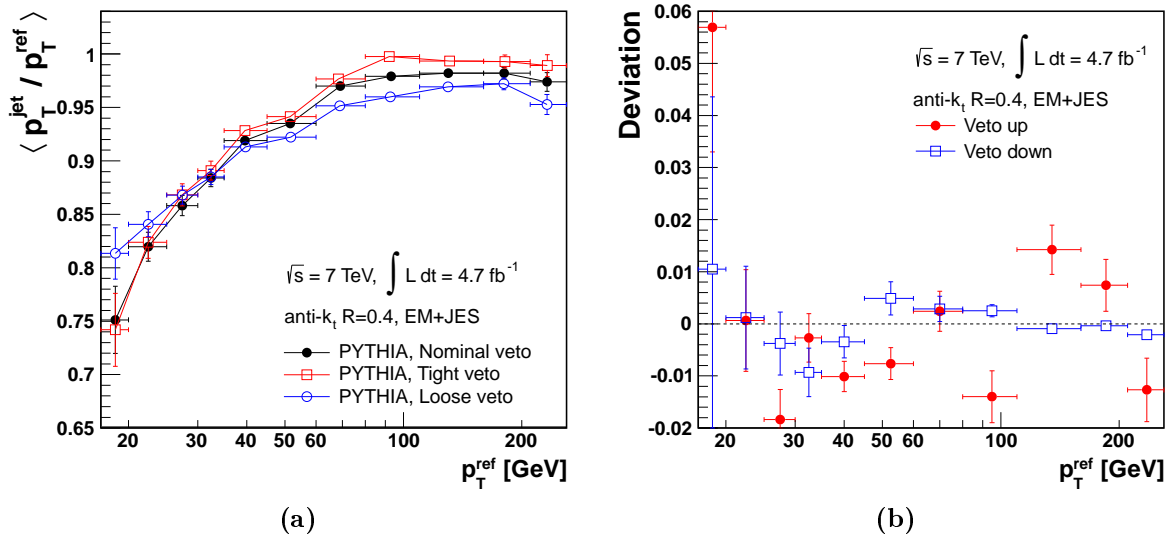 ⟨ p_T^jet / p_T^ref ⟩
1
0.95
0.9
0.85
0.8
0.75
0.7
0.65
√s = 7 TeV, ∫ L dt = 4.7 fb⁻¹
anti-k_t R=0.4, EM+JES
PYTHIA, Nominal veto
PYTHIA, Tight veto
PYTHIA, Loose veto
20 30 40 50 60 100 200
p_T^ref [GeV]
(a)
Deviation
0.06
0.05
0.04
0.03
0.02
0.01
0
-0.01
-0.02
√s = 7 TeV, ∫ L dt = 4.7 fb⁻¹
anti-k_t R=0.4, EM+JES
Veto up
Veto down
20 30 40 50 60 100 200
p_T^ref [GeV]
(b)